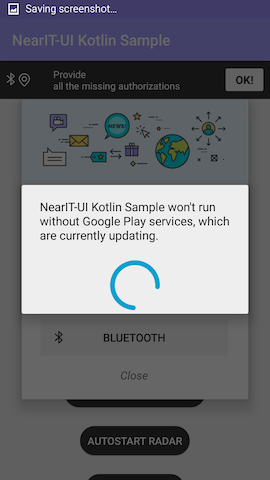 Saving screenshot...
NearIT-UI Kotlin Sample
Provide
all the missing authorizations
OK!
NEWS
NearIT-UI Kotlin Sample won't run
without Google Play services, which
are currently updating.
BLUETOOTH
Close
AUTOSTART RADAR